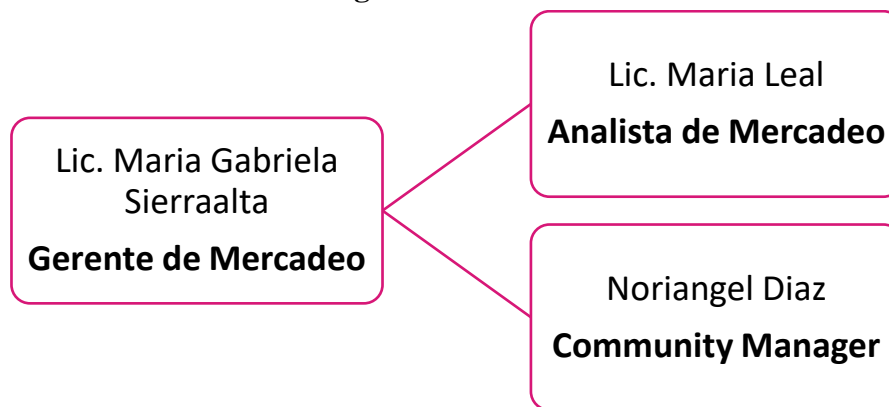 Lic. Maria Gabriela
Sierraalta
Gerente de Mercadeo
Lic. Maria Leal
Analista de Mercadeo
Noriangel Diaz
Community Manager